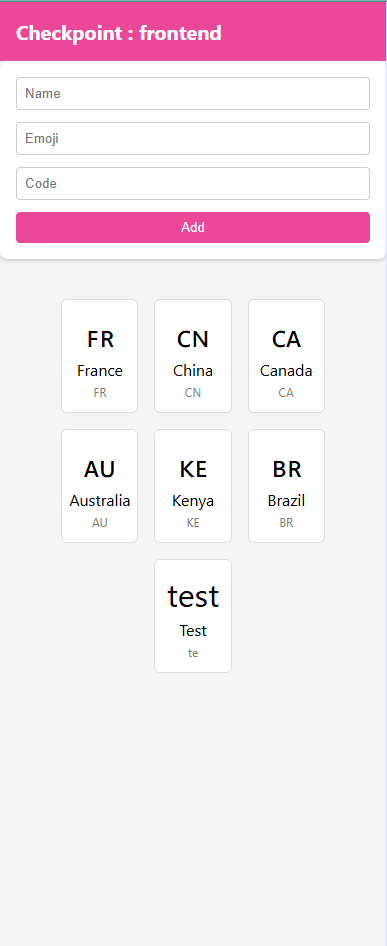 Checkpoint : frontend
Name
Emoji
Code
Add
FR
France
FR
CN
China
CN
CA
Canada
CA
AU
Australia
AU
KE
Kenya
KE
BR
Brazil
BR
test
Test
te